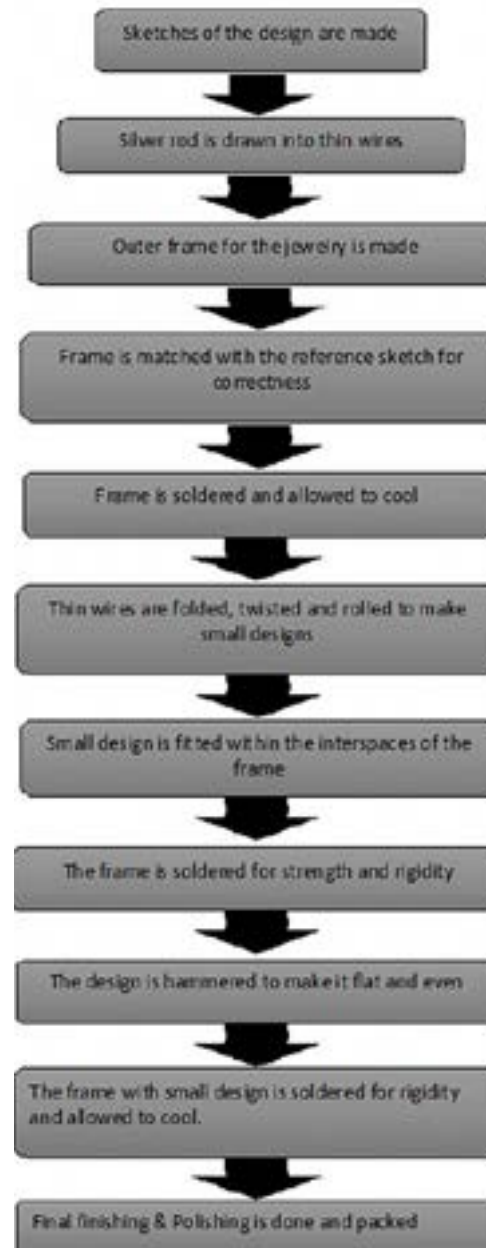 Sketches of the design are made
Silver rod is drawn into thin wires
Outer frame for the jewelry is made
Frame is matched with the reference sketch for
correctness
Frame is soldered and allowed to cool
Thin wires are folded, twisted and rolled to make
small designs
Small design is fitted within the interspaces of the
frame
The frame is soldered for strength and rigidity
The design is hammered to make it flat and even
The frame with small design is soldered for rigidity
and allowed to cool.
Final finishing & Polishing is done and packed